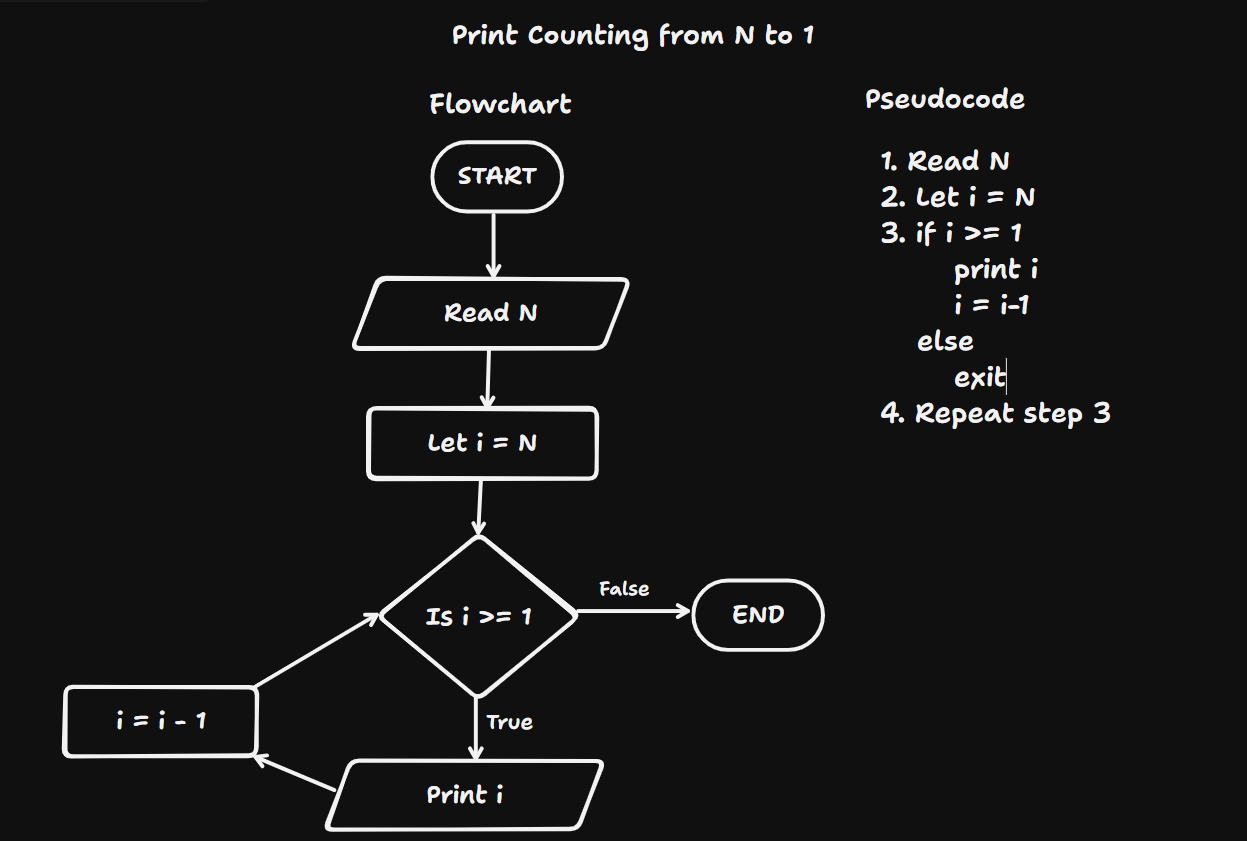 Print Counting from N to 1
Flowchart
START
Read N
Let i = N
Is i >= 1
False
END
True
Print i
i = i - 1
Pseudocode
1. Read N
2. Let i = N
3. if i >= 1
print i
i = i-1
else
exit
4. Repeat step 3